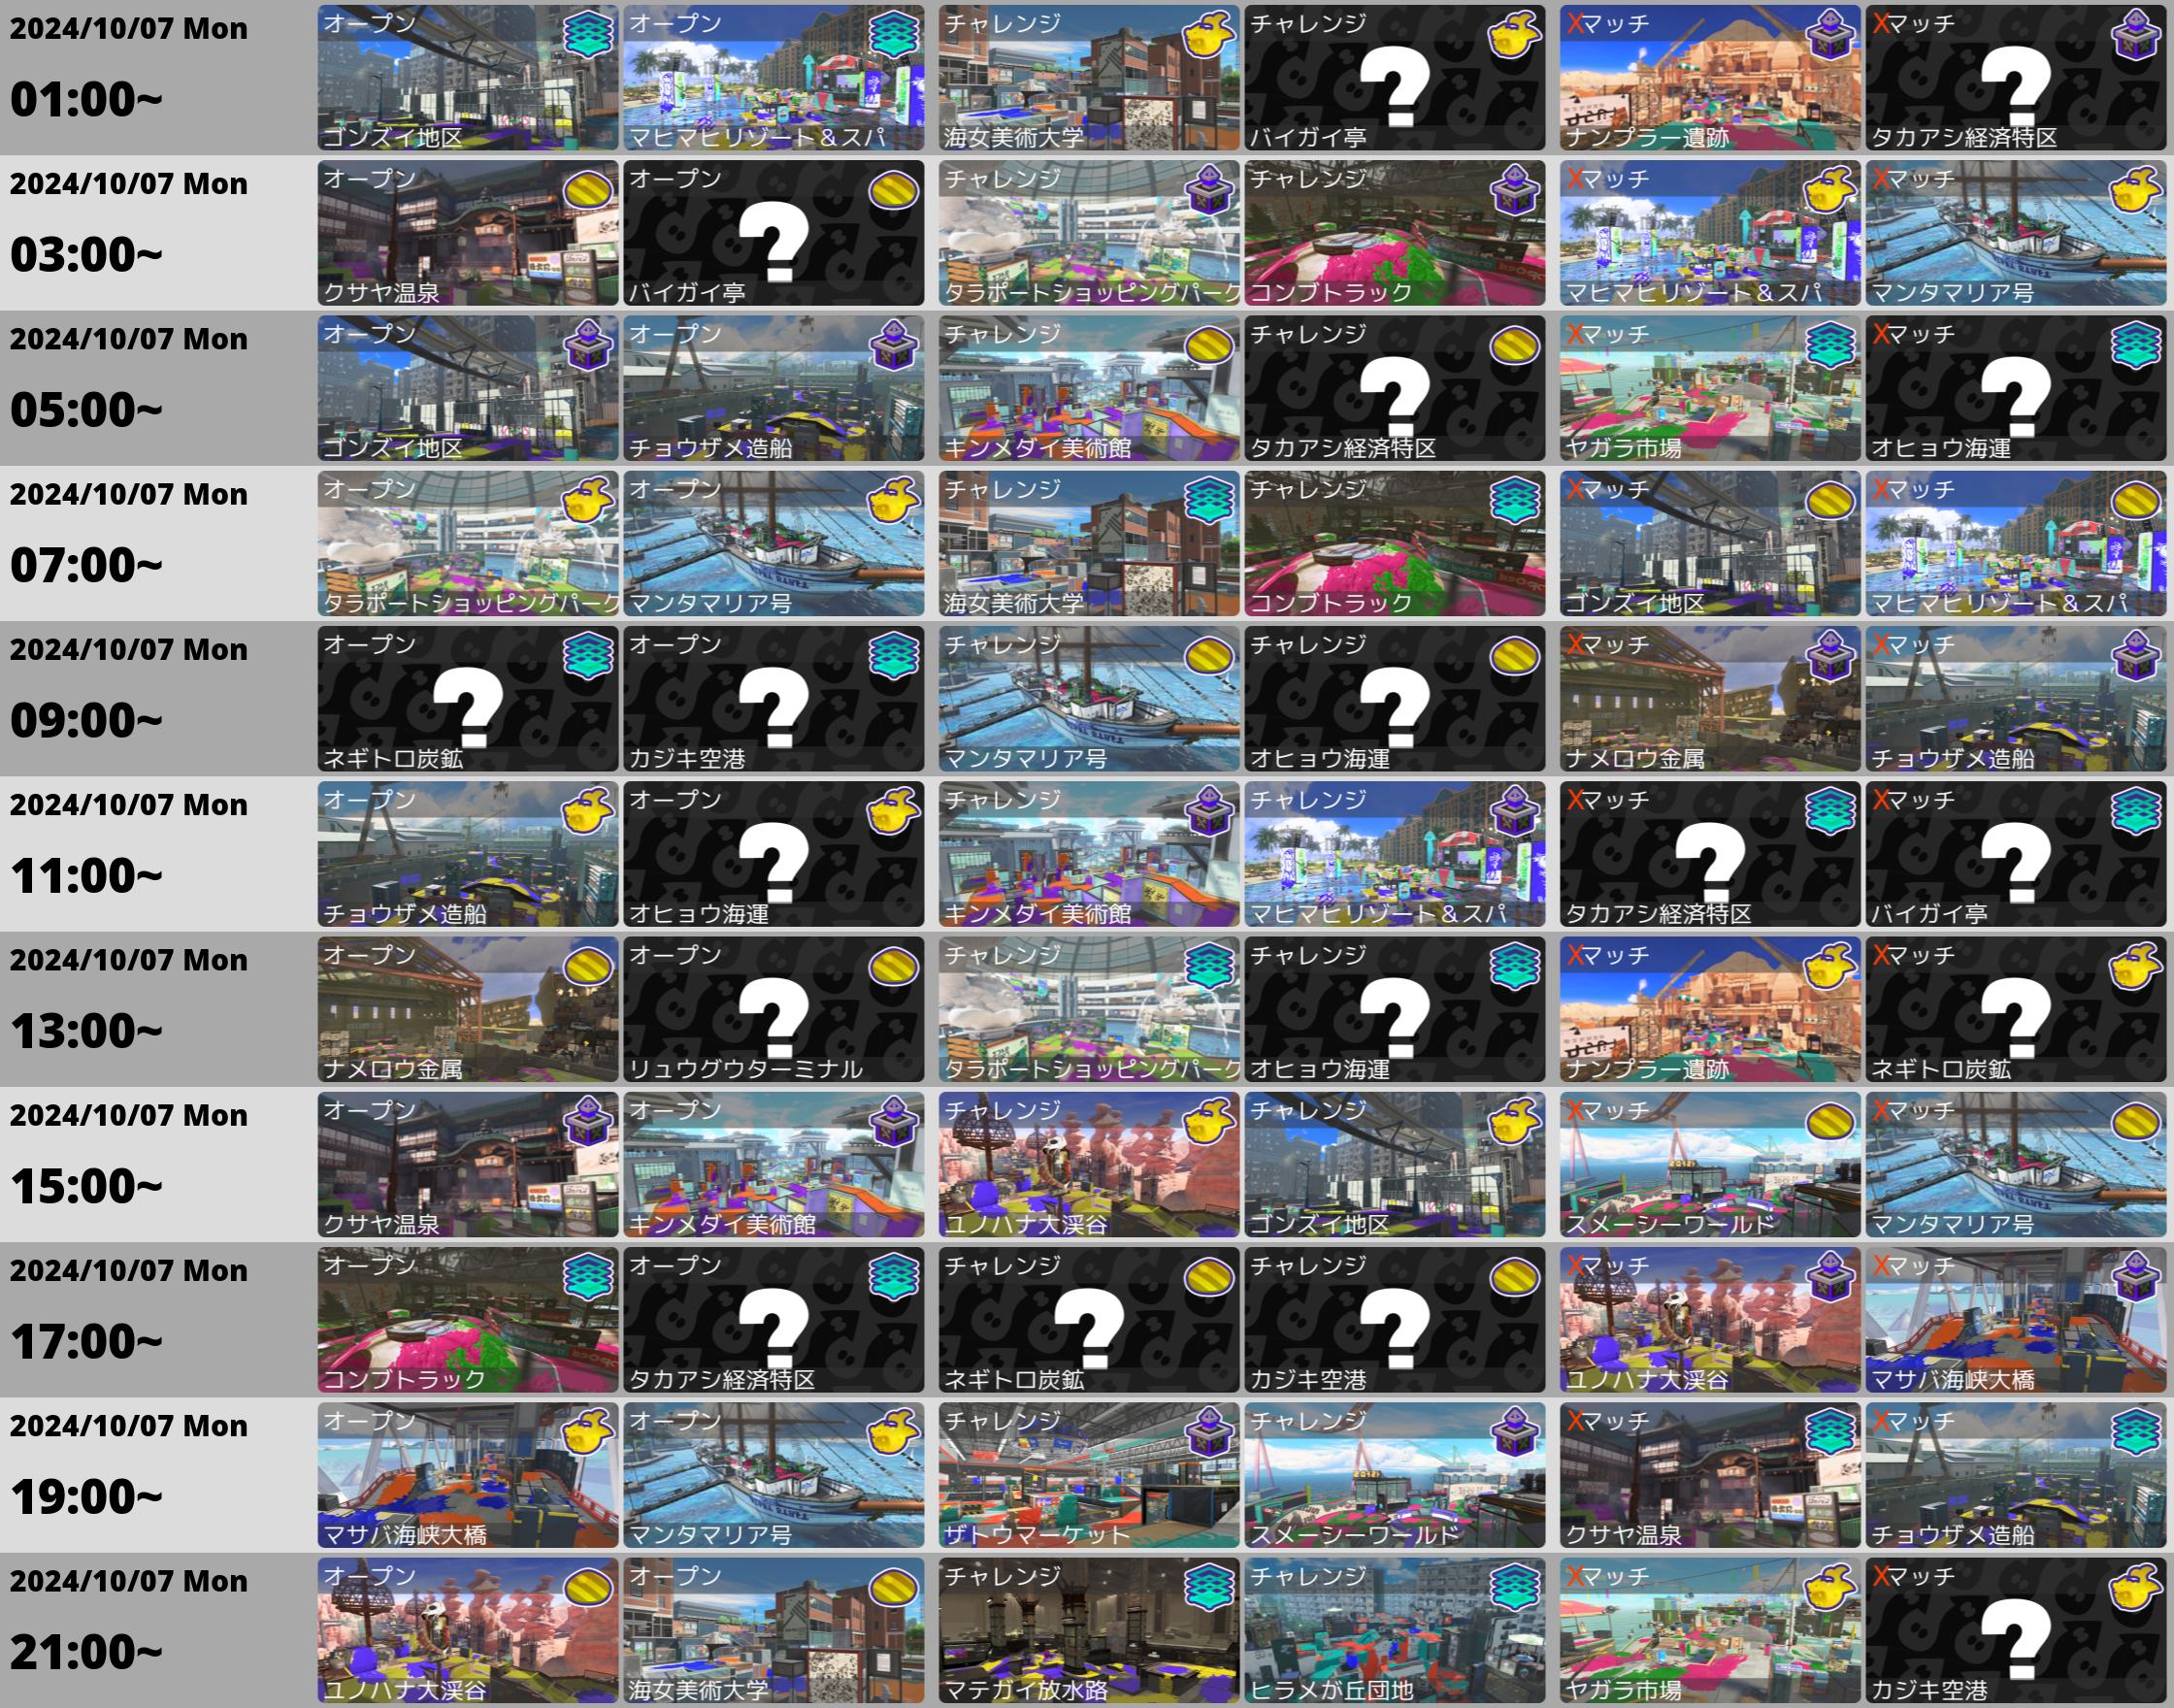 2024/10/07 Mon
01:00~
オープン
ゴンズイ地区
オープン
マヒマヒリゾート&スパ
チャレンジ
海女美術大学
チャレンジ
バイガイ亭
Xマッチ
ナンプラー遺跡
Xマッチ
タカアシ経済特区
2024/10/07 Mon
03:00~
オープン
クサヤ温泉
オープン
バイガイ亭
チャレンジ
タラポートショッピングパーク
チャレンジ
コンブトラック
Xマッチ
マヒマヒリゾート&スパ
Xマッチ
マンタマリア号
2024/10/07 Mon
05:00~
オープン
ゴンズイ地区
オープン
チョウザメ造船
チャレンジ
キンメダイ美術館
チャレンジ
タカアシ経済特区
Xマッチ
ヤガラ市場
Xマッチ
オヒョウ海運
2024/10/07 Mon
07:00~
オープン
タラポートショッピングパーク
オープン
マンタマリア号
チャレンジ
海女美術大学
チャレンジ
コンブトラック
Xマッチ
ゴンズイ地区
Xマッチ
マヒマヒリゾート&スパ
2024/10/07 Mon
09:00~
オープン
ネギトロ炭鉱
オープン
カジキ空港
チャレンジ
マンタマリア号
チャレンジ
オヒョウ海運
Xマッチ
ナメロウ金属
Xマッチ
チョウザメ造船
2024/10/07 Mon
11:00~
オープン
チョウザメ造船
オープン
オヒョウ海運
チャレンジ
キンメダイ美術館
チャレンジ
マヒマヒリゾート&スパ
Xマッチ
タカアシ経済特区
Xマッチ
バイガイ亭
2024/10/07 Mon
13:00~
オープン
ナメロウ金属
オープン
リュウグウターミナル
チャレンジ
タラポートショッピングパーク
チャレンジ
オヒョウ海運
Xマッチ
ナンプラー遺跡
Xマッチ
ネギトロ炭鉱
2024/10/07 Mon
15:00~
オープン
クサヤ温泉
オープン
キンメダイ美術館
チャレンジ
ユノハナ大渓谷
チャレンジ
ゴンズイ地区
Xマッチ
スメーシーワールド
Xマッチ
マンタマリア号
2024/10/07 Mon
17:00~
オープン
コンブトラック
オープン
タカアシ経済特区
チャレンジ
ネギトロ炭鉱
チャレンジ
カジキ空港
Xマッチ
ユノハナ大渓谷
Xマッチ
マサバ海峡大橋
2024/10/07 Mon
19:00~
オープン
マサバ海峡大橋
オープン
マンタマリア号
チャレンジ
ザトウマーケット
チャレンジ
スメーシーワールド
Xマッチ
クサヤ温泉
Xマッチ
チョウザメ造船
2024/10/07 Mon
21:00~
オープン
ユノハナ大渓谷
オープン
海女美術大学
チャレンジ
マテガイ放水路
チャレンジ
ヒラメが丘団地
Xマッチ
ヤガラ市場
Xマッチ
カジキ空港